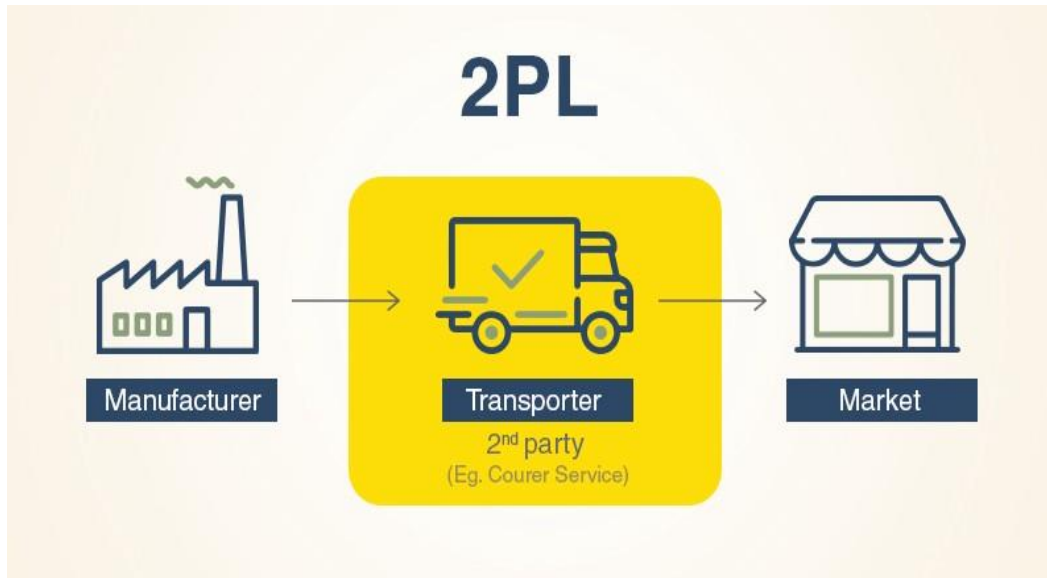 2PL
Manufacturer
Transporter
Market
2nd party
(Eg. Courer Service)